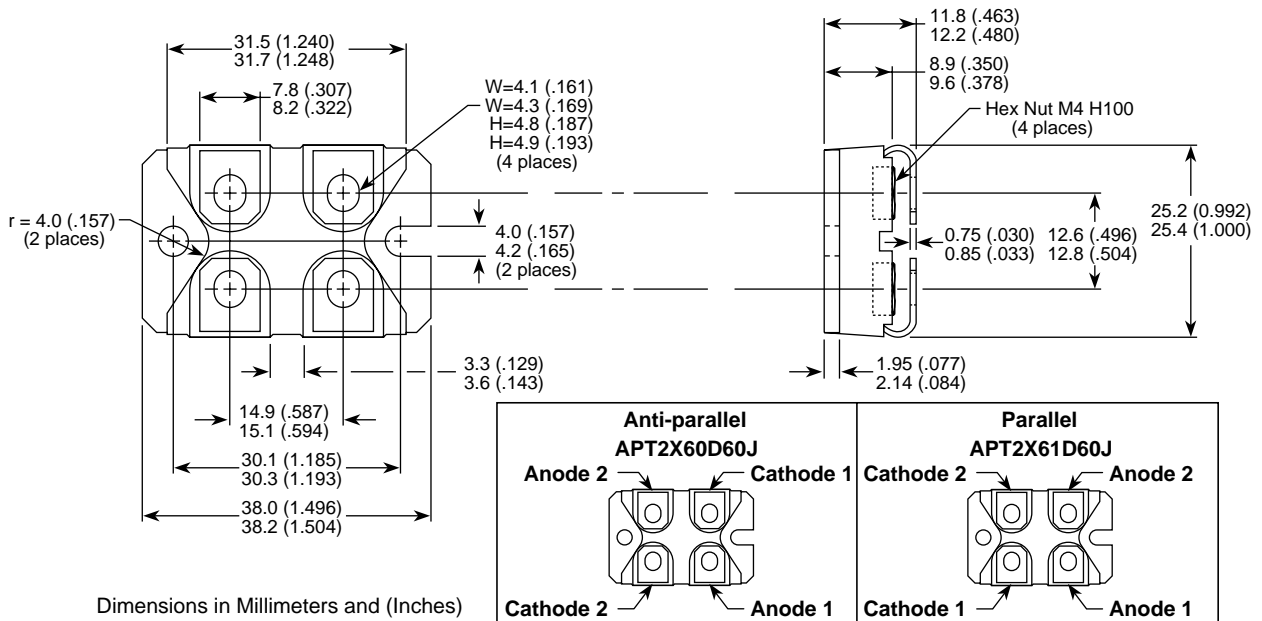 31.5 (1.240)
31.7 (1.248)
7.8 (.307)
8.2 (.322)
W=4.1 (.161)
W=4.3 (.169)
H=4.8 (.187)
H=4.9 (.193)
(4 places)
11.8 (.463)
12.2 (.480)
8.9 (.350)
9.6 (.378)
Hex Nut M4 H100
(4 places)
r = 4.0 (.157)
(2 places)
4.0 (.157)
4.2 (.165)
(2 places)
0.75 (.030)
0.85 (.033)
12.6 (.496)
12.8 (.504)
25.2 (0.992)
25.4 (1.000)
3.3 (.129)
3.6 (.143)
1.95 (.077)
2.14 (.084)
14.9 (.587)
15.1 (.594)
30.1 (1.185)
30.3 (1.193)
38.0 (1.496)
38.2 (1.504)
Dimensions in Millimeters and (Inches)
Anti-parallel
APT2X60D60J
Anode 2
Cathode 1
Cathode 2
Anode 1
Parallel
APT2X61D60J
Cathode 2
Anode 2
Cathode 1
Anode 1